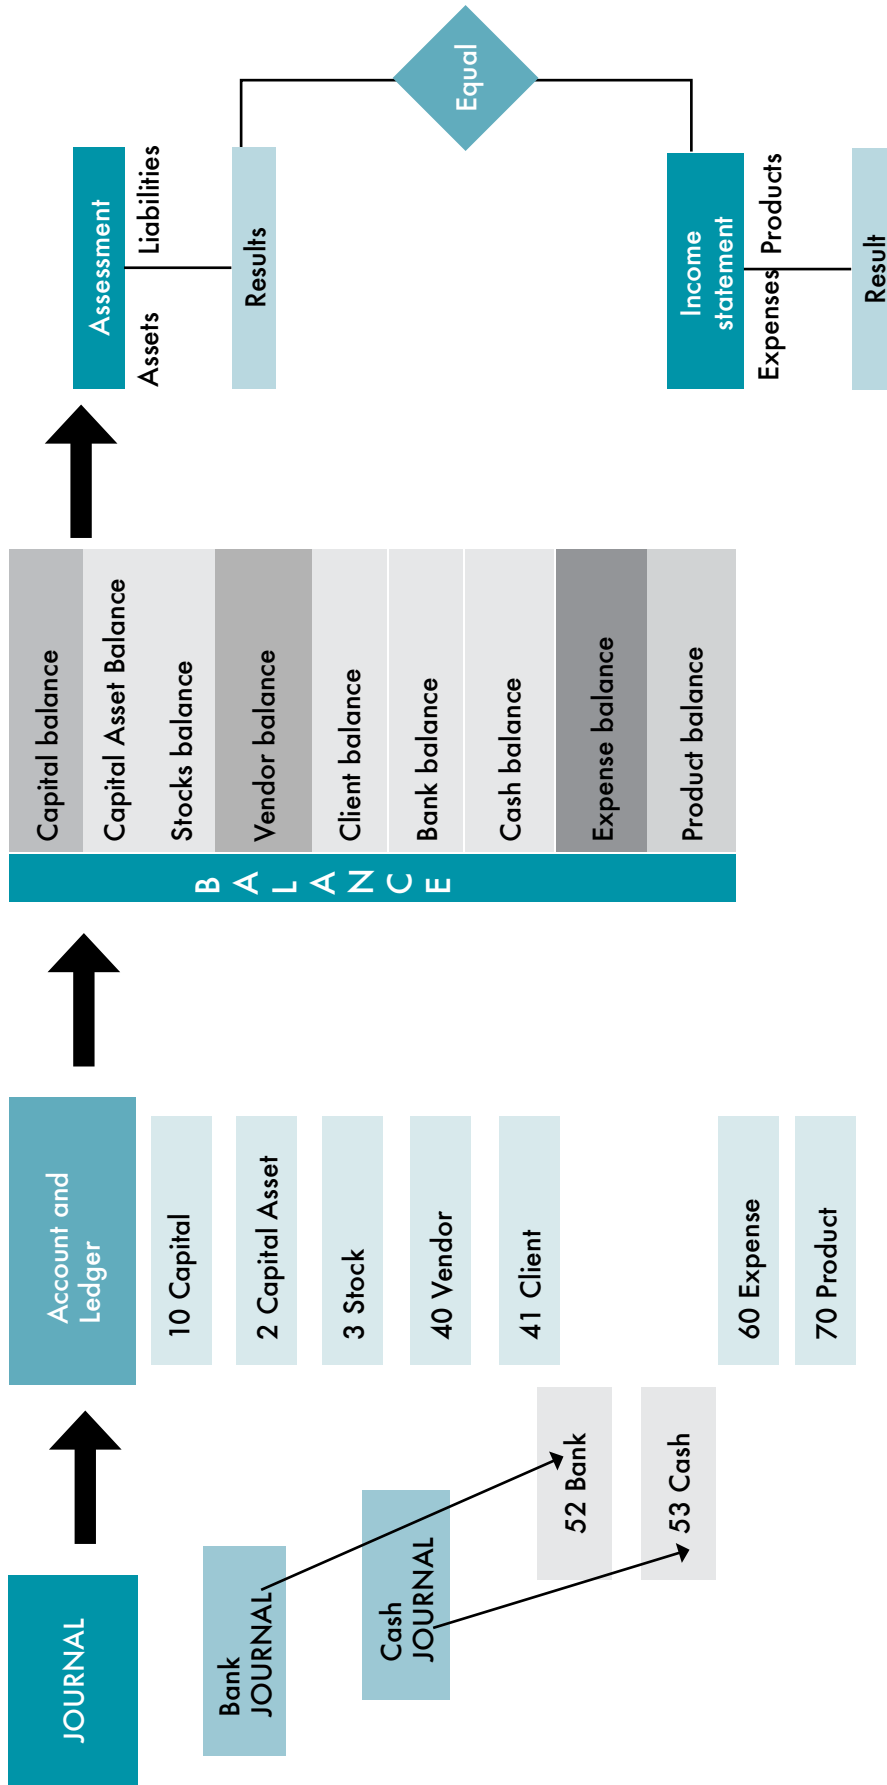 JOURNAL
Bank
JOURNAL
Cash
JOURNAL
52 Bank
53 Cash
Account and
Ledger
10 Capital
2 Capital Asset
3 Stock
40 Vendor
41 Client
60 Expense
70 Product
BALANCE
Capital balance
Capital Asset Balance
Stocks balance
Vendor balance
Client balance
Bank balance
Cash balance
Expense balance
Product balance
Assessment
Assets Liabilities
Results
Equal
Income
statement
Expenses Products
Result